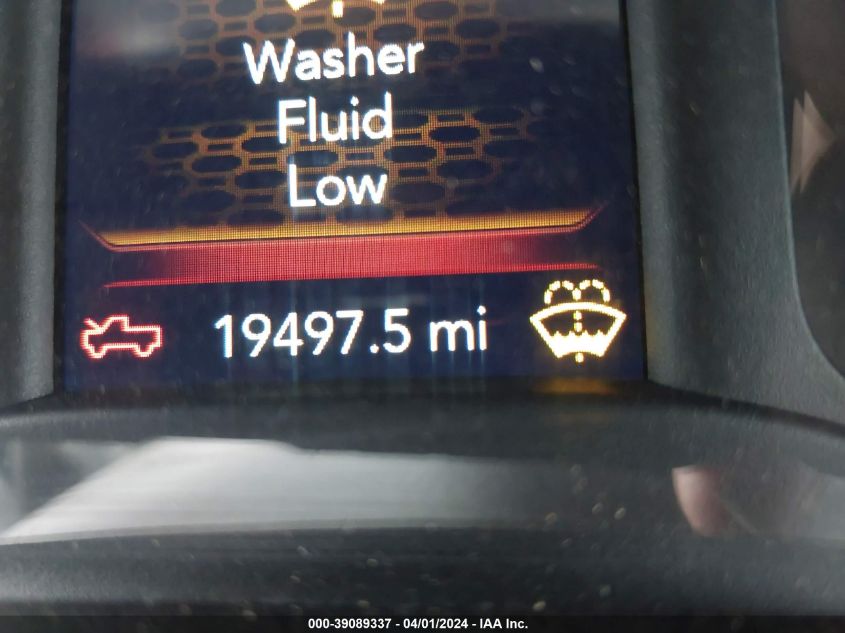 Washer
Fluid
Low
19497.5 mi
000-39089337 - 04/01/2024 - IAA Inc.